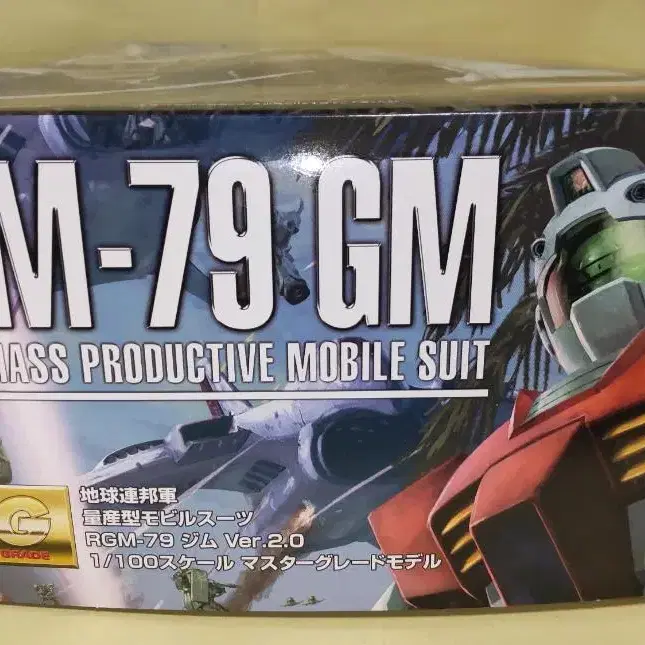 M-79 GM
MASS PRODUCTIVE MOBILE SUIT
G
GRADE
地球連邦軍
量産型モビルスーツ
RGM-79 ジム Ver.2.0
1/100スケール マスターグレードモデル